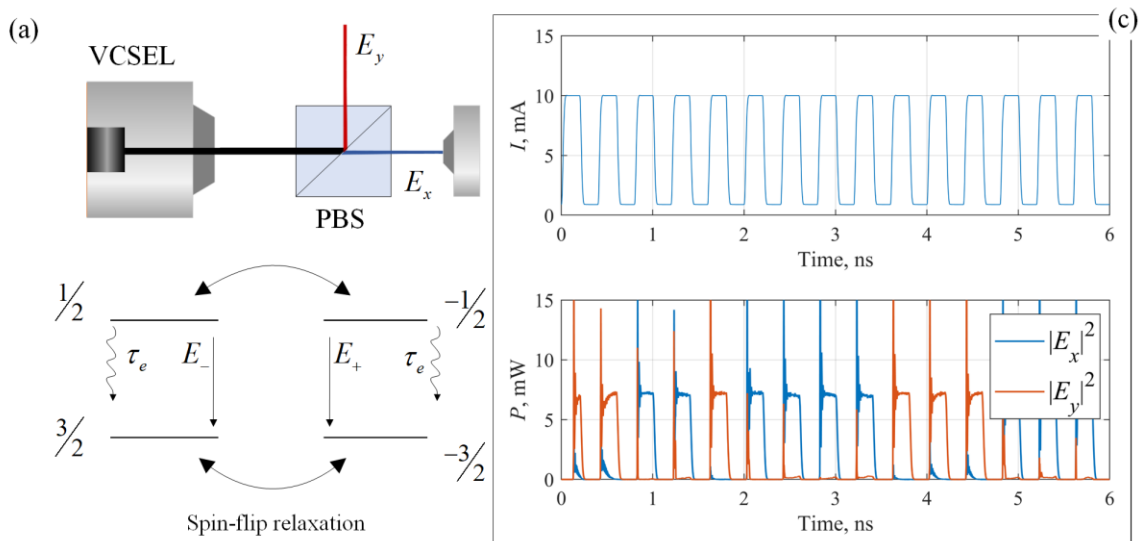 (a)
VCSEL
E_y
E_x
PBS
1/2
-1/2
τ_e
E_-
E_+
τ_e
3/2
-3/2
Spin-flip relaxation
(c)
15
10
5
0
I, mA
0 1 2 3 4 5 6
Time, ns
15
10
5
0
P, mW
|E_x|^2
|E_y|^2
0 1 2 3 4 5 6
Time, ns